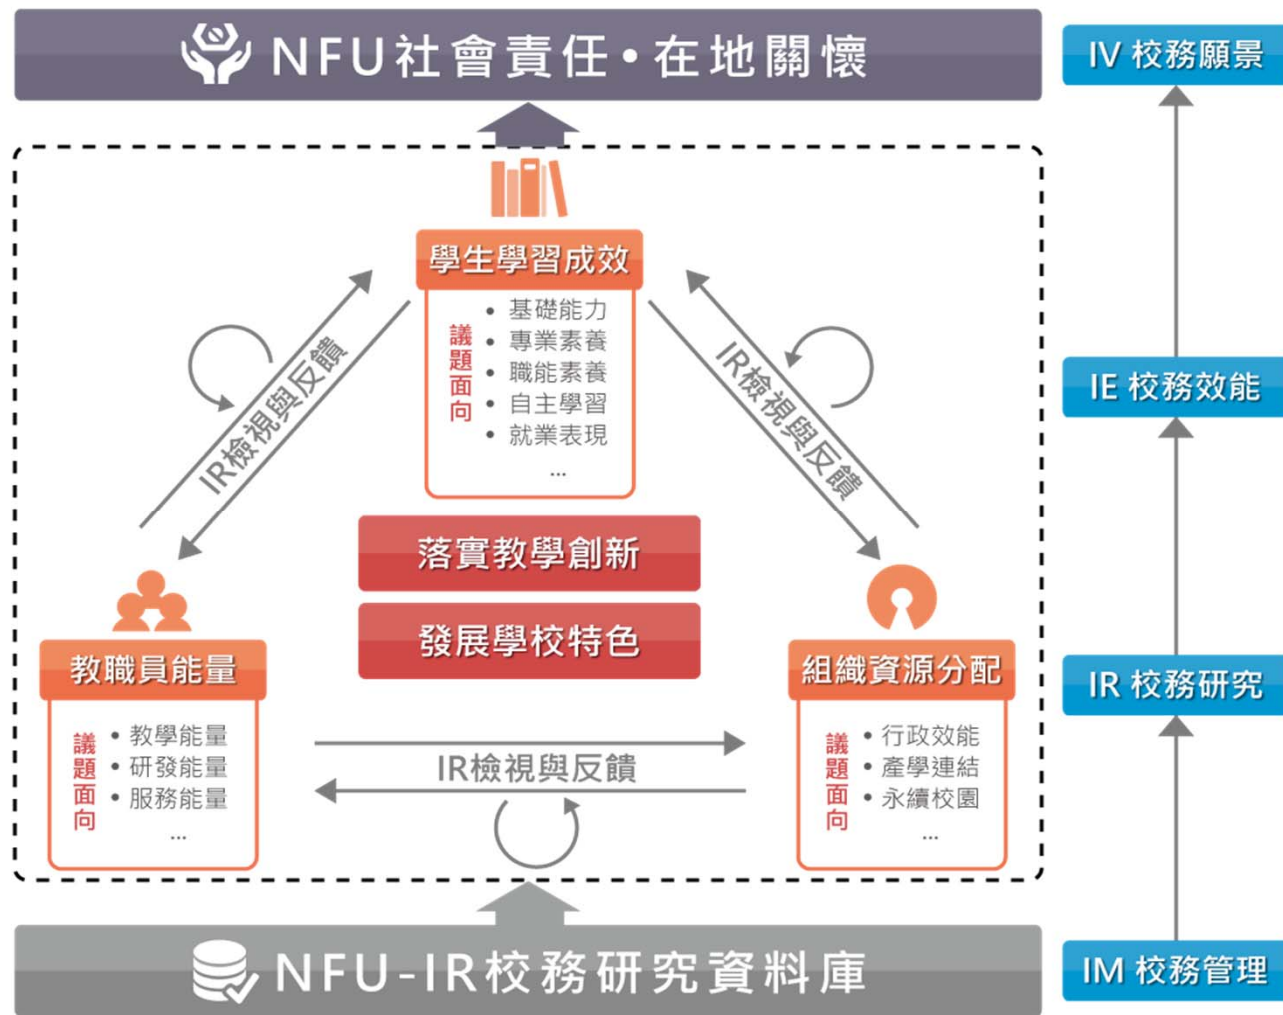 NFU社會責任•在地關懷
IV 校務願景
學生學習成效
議題面向
• 基礎能力
• 專業素養
• 職能素養
• 自主學習
• 就業表現
...
IR檢視與反饋
IR檢視與反饋
IE 校務效能
落實教學創新
發展學校特色
教職員能量
議題面向
• 教學能量
• 研發能量
• 服務能量
...
IR檢視與反饋
組織資源分配
議題面向
• 行政效能
• 產學連結
• 永續校園
...
IR 校務研究
NFU-IR校務研究資料庫
IM 校務管理